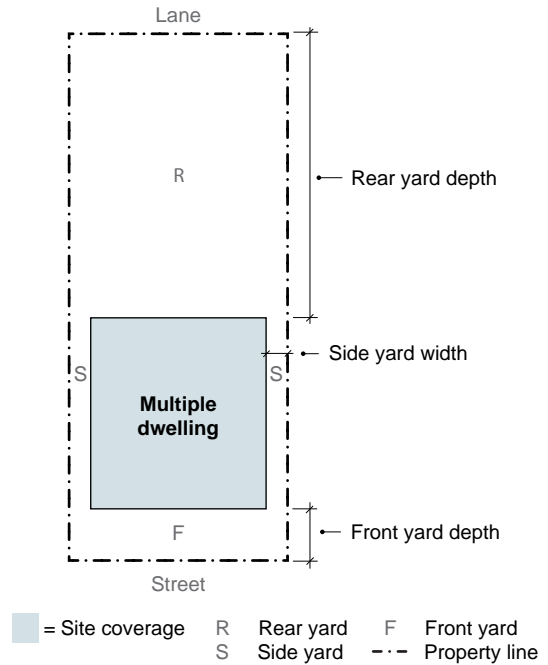 Lane
R
Rear yard depth
Side yard width
S
S
Multiple
dwelling
F
Front yard depth
Street
= Site coverage R Rear yard F Front yard
S Side yard Property line